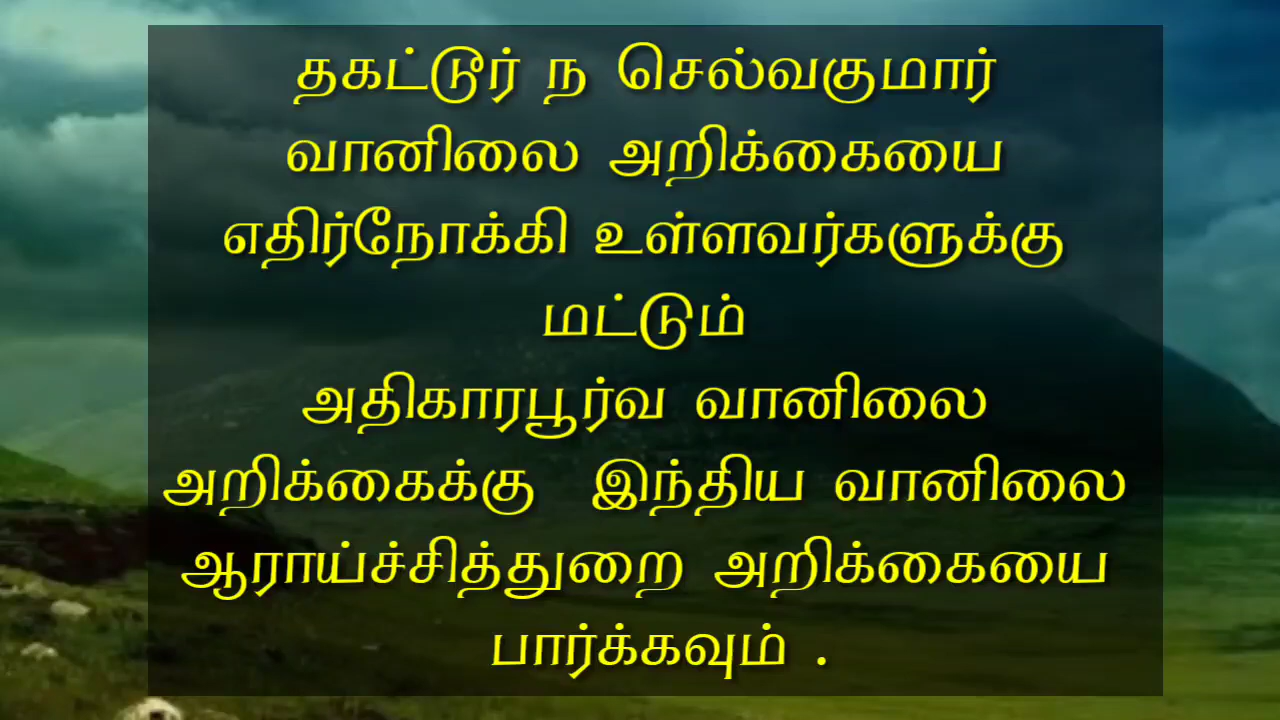 தகட்டூர் ந செல்வகுமார்
வானிலை அறிக்கையை
எதிர்நோக்கி உள்ளவர்களுக்கு
மட்டும்
அதிகாரபூர்வ வானிலை
அறிக்கைக்கு இந்திய வானிலை
ஆராய்ச்சித்துறை அறிக்கையை
பார்க்கவும் .